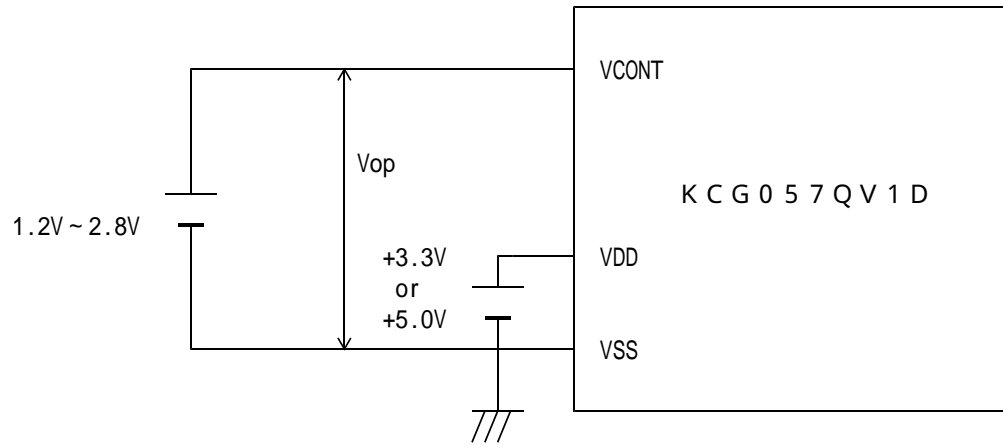 VCONT
Vop
KCG057QV1D
1.2V~2.8V
+3.3V
or
+5.0V
VDD
VSS